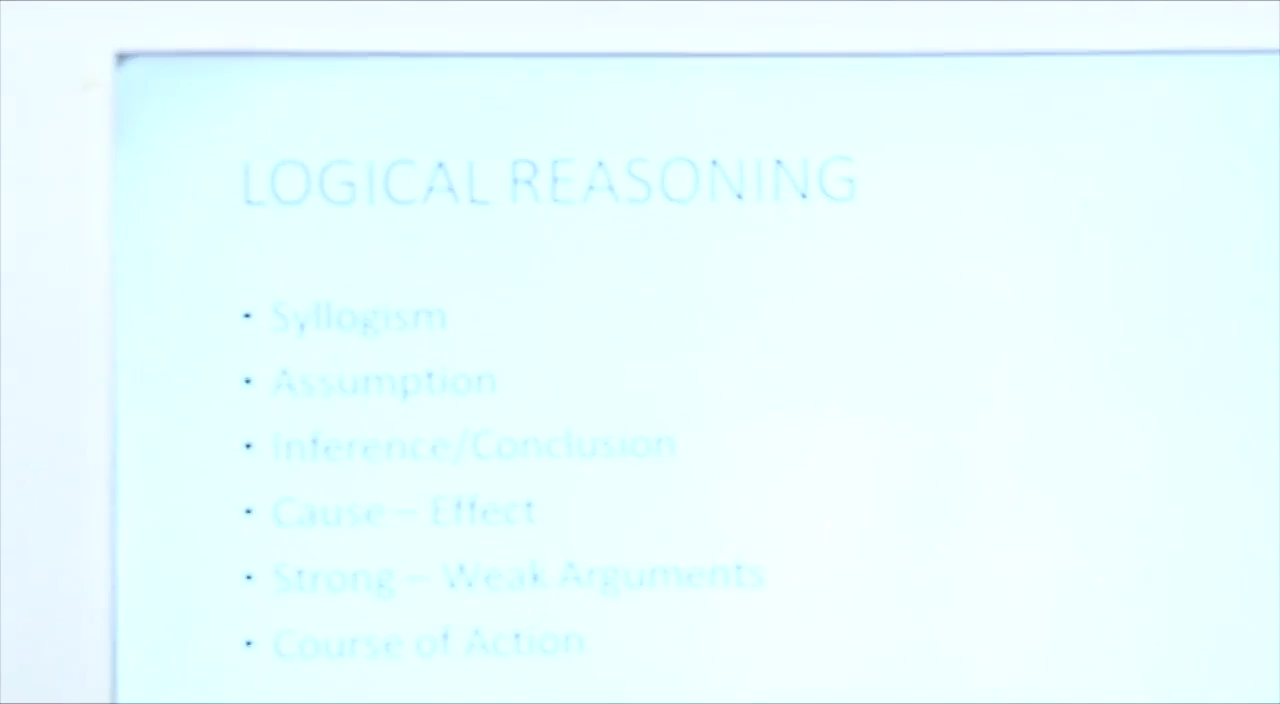 LOGICAL REASONING
• Syllogism
• Assumption
• Inference/Conclusion
• Cause – Effect
• Strong – Weak Arguments
• Course of Action